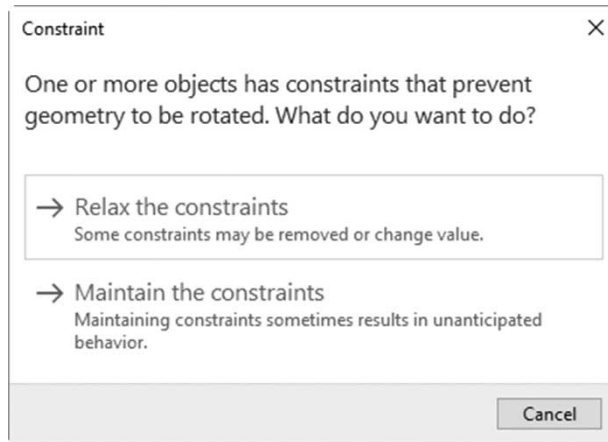 Constraint
One or more objects has constraints that prevent
geometry to be rotated. What do you want to do?
Relax the constraints
Some constraints may be removed or change value.
Maintain the constraints
Maintaining constraints sometimes results in unanticipated
behavior.
Cancel